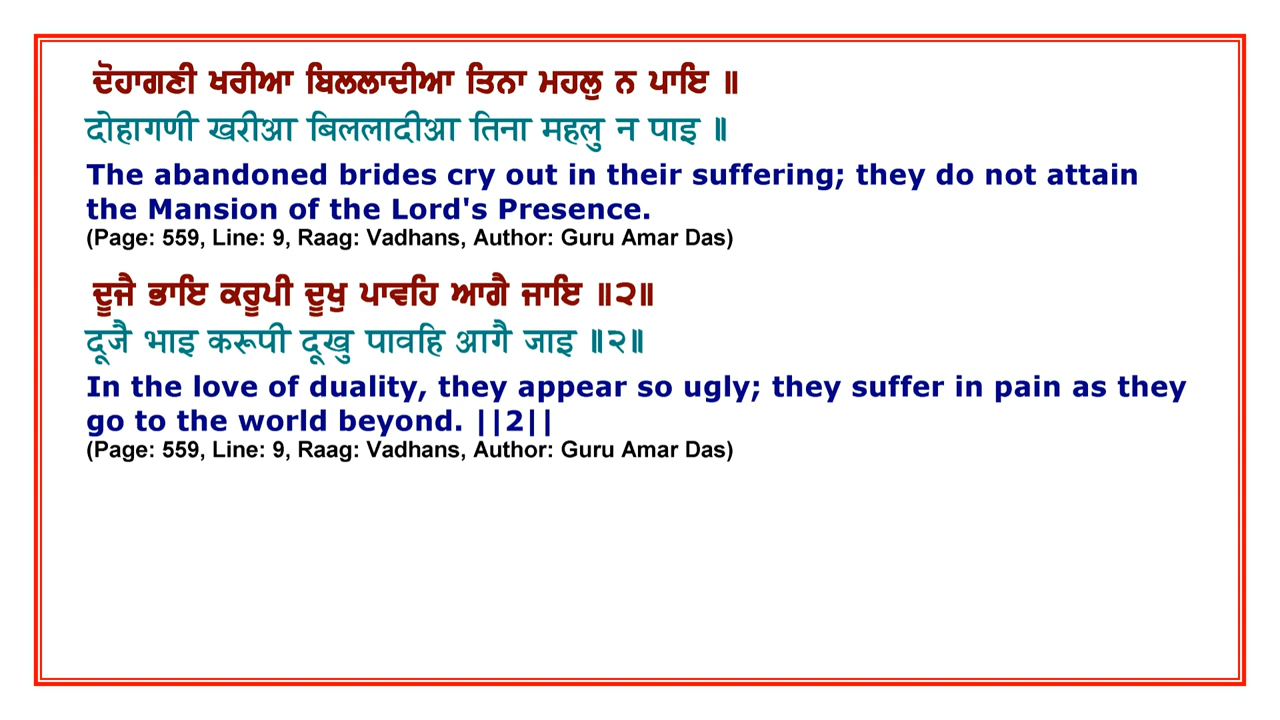 ਦੋਹਾਗਣੀ ਖਰੀਆ ਬਿਲਲਾਦੀਆ ਤਿਨਾ ਮਹਲੁ ਨ ਪਾਇ ॥
दोहागणी खरीआ बिललादीआ तिना महलु न पाइ ॥
The abandoned brides cry out in their suffering; they do not attain
the Mansion of the Lord's Presence.
(Page: 559, Line: 9, Raag: Vadhans, Author: Guru Amar Das)
ਦੂਜੈ ਭਾਇ ਕਰੂਪੀ ਦੂਖੁ ਪਾਵਹਿ ਆਗੈ ਜਾਇ ॥੨॥
दूजै भाइ करूपी दूखु पावहि आगै जाइ ॥२॥
In the love of duality, they appear so ugly; they suffer in pain as they
go to the world beyond. ||2||
(Page: 559, Line: 9, Raag: Vadhans, Author: Guru Amar Das)